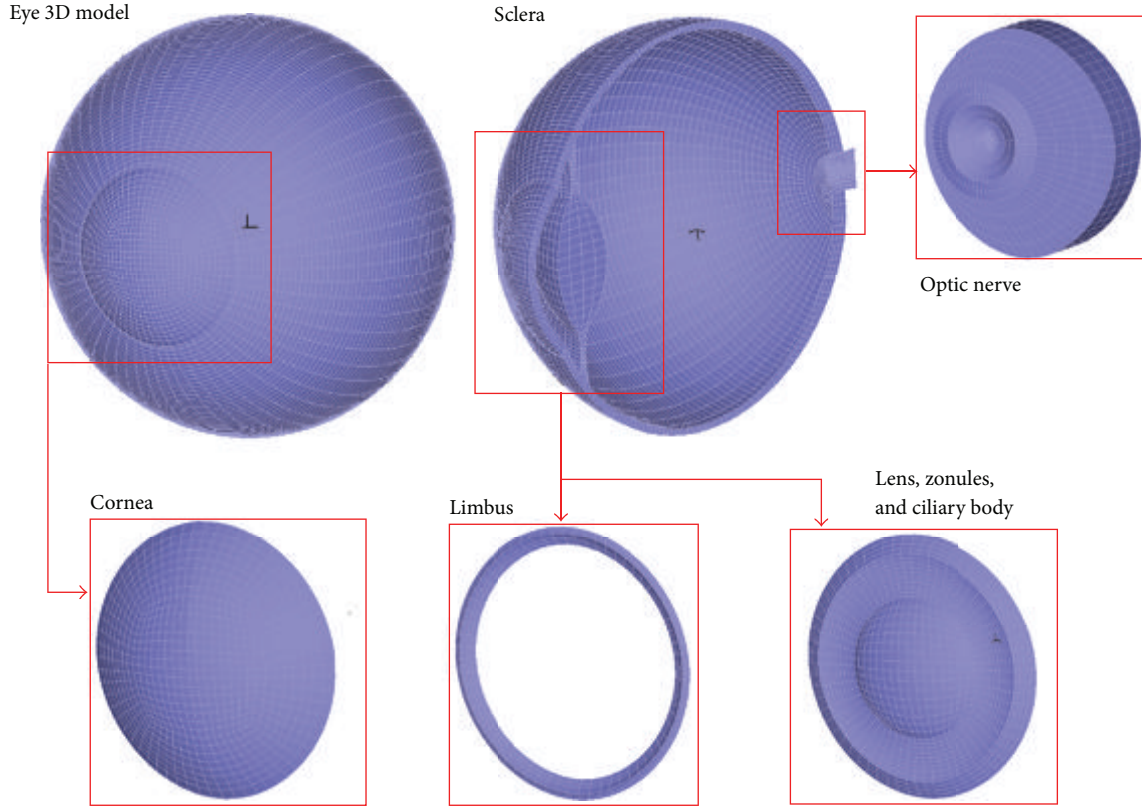 Eye 3D model
Sclera
Optic nerve
Cornea
Limbus
Lens, zonules,
and ciliary body